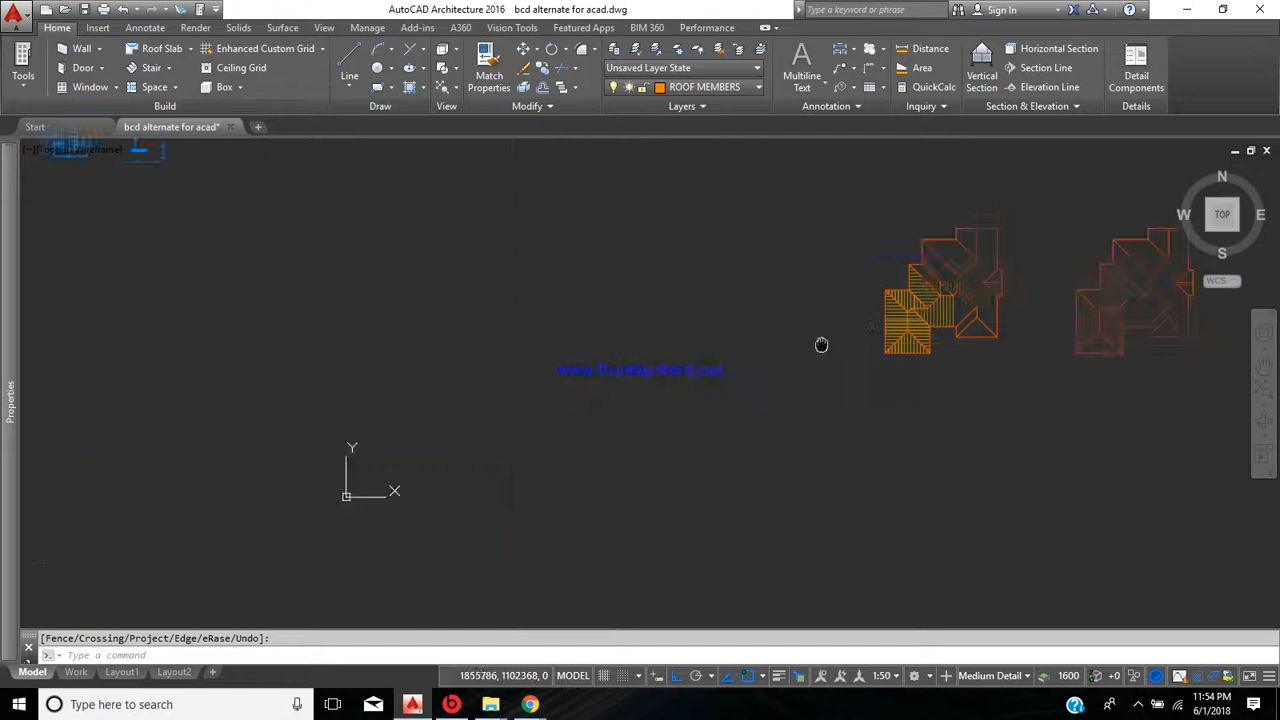 AutoCAD Architecture 2016 bcd alternate for acad.dwg
Type a keyword or phrase
Sign In
Home Insert Annotate Render Solids Surface Manage Add-ins A360 Vision Tools Featured Apps BIM 360 Performance
Tools
Wall Roof Slab Enhanced Custom Grid
Door Stair Ceiling Grid
Window Space Box
Build
Line
Draw
View
Match Properties
Modify
Unsaved Layer State
ROOF MEMBERS
Layers
Multiline Text
Annotation
Distance
Area
QuickCalc
Inquiry
Vertical Section
Horizontal Section
Section Line
Elevation Line
Section & Elevation
Detail Components
Details
Start
bcd alternate for acad*
N
W TOP E
S
WCS
Properties
Y
X
[Fence/Crossing/Project/Edge/eRase/Undo]:
Type a command
Model Work Layout1 Layout2
1855786, 1102368, 0 MODEL 1:50 Medium Detail 1600
Type here to search
11:54 PM
6/1/2018